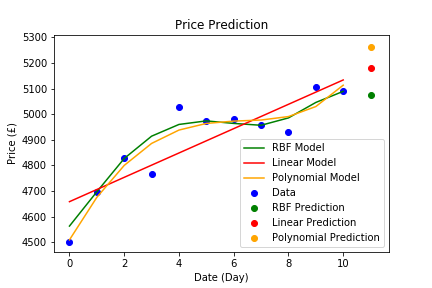 Price Prediction
5300
5200
5100
5000
4900
4800
4700
4600
4500
Price (£)
RBF Model
Linear Model
Polynomial Model
Data
RBF Prediction
Linear Prediction
Polynomial Prediction
0 2 4 6 8 10
Date (Day)